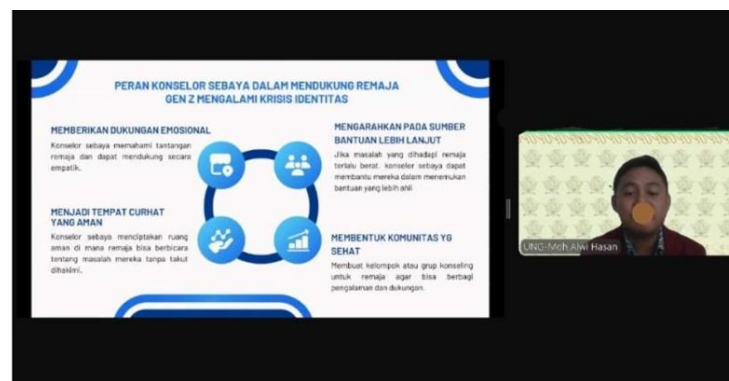 PERAN KONSELOR SEBAYA DALAM MENDUKUNG REMAJA
GEN Z MENGALAMI KRISIS IDENTITAS
MEMBERIKAN DUKUNGAN EMOSIONAL
Konselor sebaya memahami tantangan
remaja dan dapat mendukung secara
empatik.
MENJADI TEMPAT CURHAT
YANG AMAN
Konselor sebaya menciptakan ruang
aman di mana remaja bisa berbicara
tentang masalah mereka tanpa takut
dihakimi.
MENGARAHKAN PADA SUMBER
BANTUAN LEBIH LANJUT
Jika masalah yang dihadapi remaja
terlalu berat, konselor sebaya dapat
membantu mereka dalam menemukan
bantuan yang lebih ahli
MEMBENTUK KOMUNITAS YG
SEHAT
Membuat kelompok atau grup konseling
untuk remaja agar bisa berbagi
pengalaman dan dukungan.
UNG-Moh.Alwi Hasan